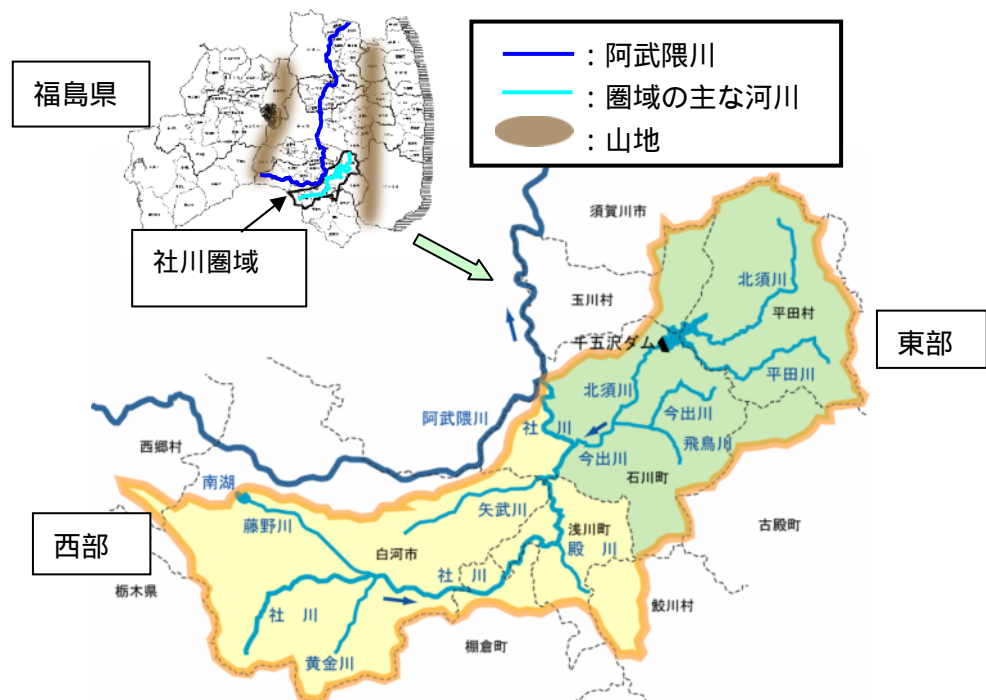 福島県
：阿武隈川
：圏域の主な河川
：山地
社川圏域
須賀川市
玉川村
北須川
平田村
千五沢ダム
東部
平田川
北須川
今出川
阿武隈川
社 川
飛鳥川
今出川
西郷村
石川町
南湖
矢武川
古殿町
藤野川
浅川町
西部
白河市
殿 川
社 川
栃木県
鮫川村
社 川
棚倉町
黄金川